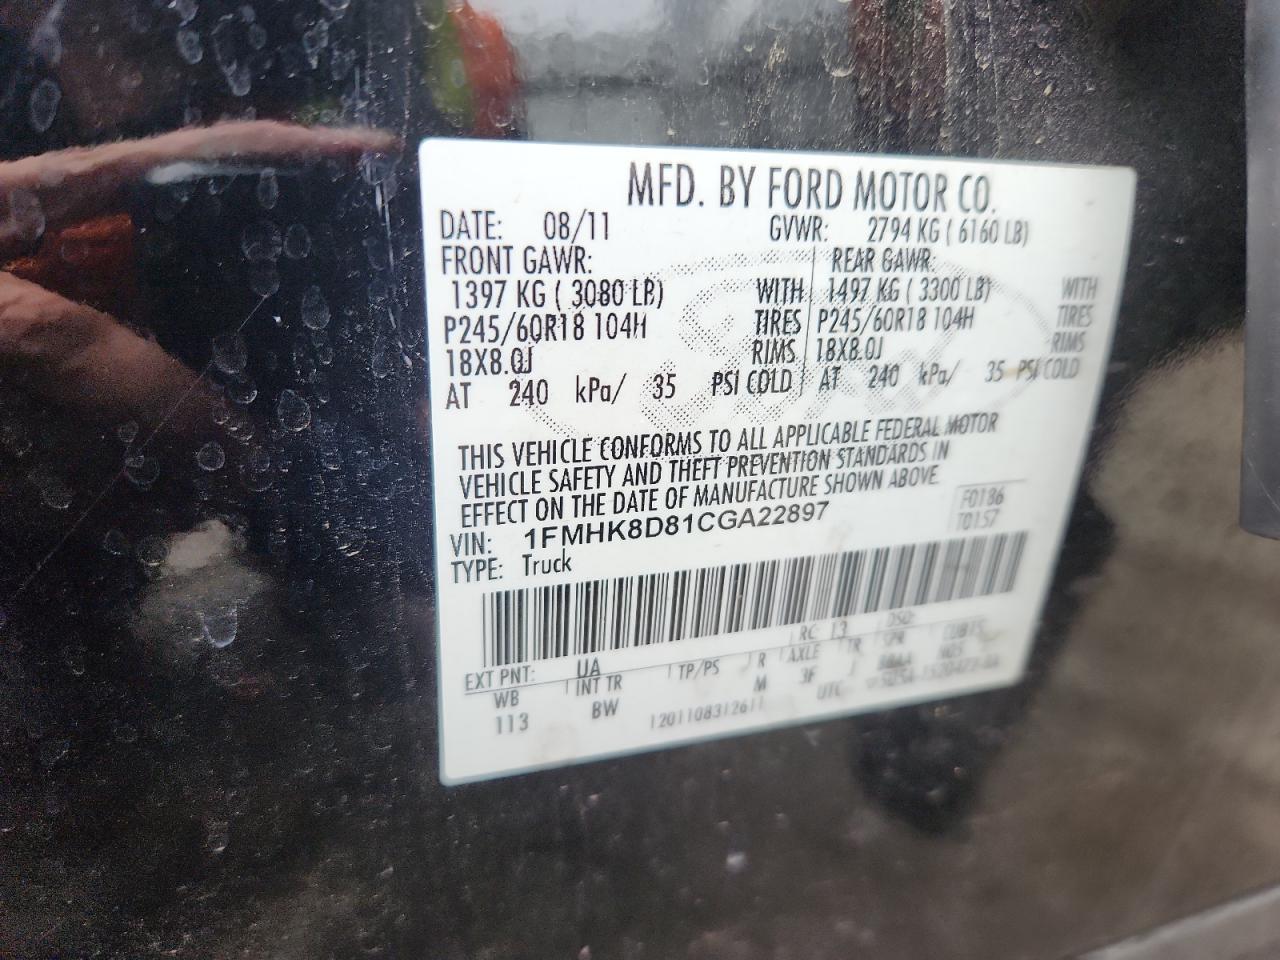 MFD. BY FORD MOTOR CO.
DATE: 08/11 GVWR: 2794 KG ( 6160 LB)
FRONT GAWR: REAR GAWR:
1397 KG ( 3080 LB) WITH 1497 KG ( 3300 LB) WITH
P245/60R18 104H TIRES P245/60R18 104H TIRES
18X8.0J RIMS 18X8.0J RIMS
AT 240 kPa/ 35 PSI COLD AT 240 kPa/ 35 PSI COLD
THIS VEHICLE CONFORMS TO ALL APPLICABLE FEDERAL MOTOR
VEHICLE SAFETY AND THEFT PREVENTION STANDARDS IN
EFFECT ON THE DATE OF MANUFACTURE SHOWN ABOVE.
F0186
VIN: 1FMHK8D81CGA22897 T0157
TYPE: Truck
EXT PNT: UA RC: 13 DSO:
WB INT TR TP/PS R AXLE TR SPR
113 BW M 3F J
1201108312611 UTC